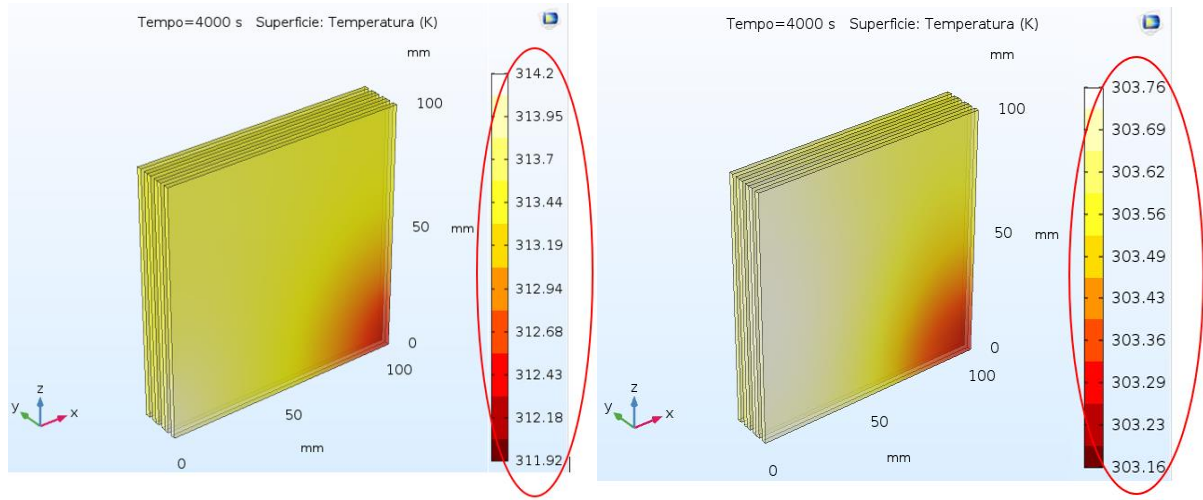 Tempo=4000 s Superficie: Temperatura (K)
mm
314.2
313.95
313.7
313.44
313.19
312.94
312.68
312.43
312.18
311.92
100
50 mm
0
100
50
mm
0
z
y x
Tempo=4000 s Superficie: Temperatura (K)
mm
303.76
303.69
303.62
303.56
303.49
303.43
303.36
303.29
303.23
303.16
100
50 mm
0
100
50
mm
0
z
y x